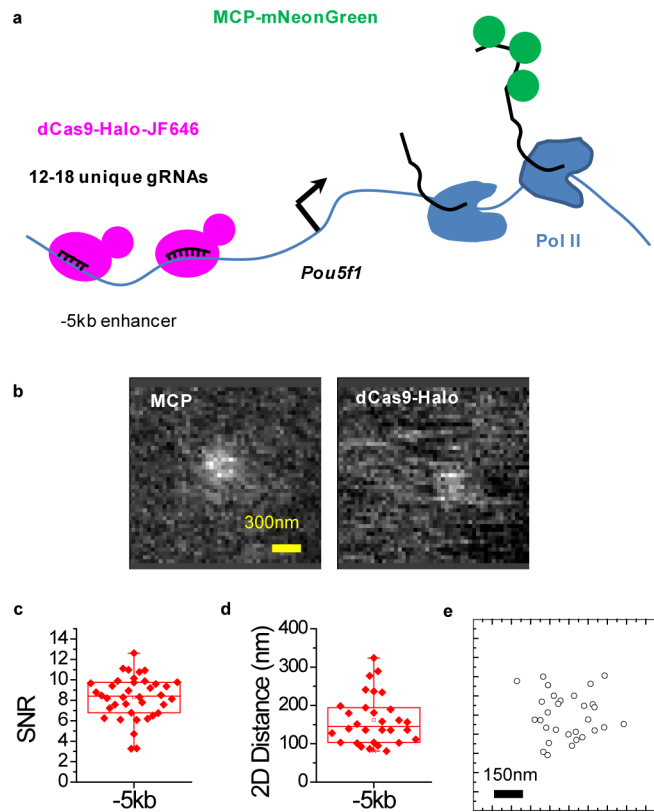 a
MCP-mNeonGreen
dCas9-Halo-JF646
12-18 unique gRNAs
Pol II
Pou5f1
-5kb enhancer
b
MCP
dCas9-Halo
300nm
c
d
e
14
12
10
8
6
4
2
0
SNR
-5kb
400
300
200
100
0
2D Distance (nm)
-5kb
150nm